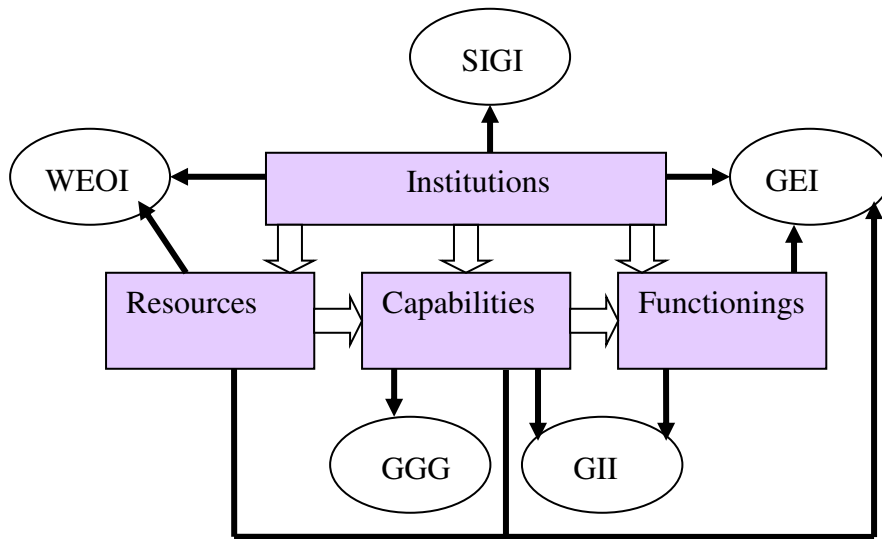 SIGI
WEOI
Institutions
GEI
Resources
Capabilities
Functionings
GGG
GII